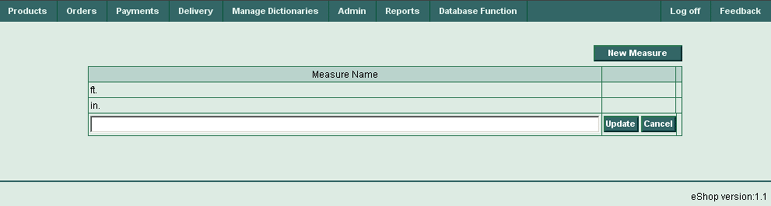 Products Orders Payments Delivery Manage Dictionaries Admin Reports Database Function Log off Feedback
New Measure
Measure Name
ft.
in.
Update Cancel
eShop version:1.1